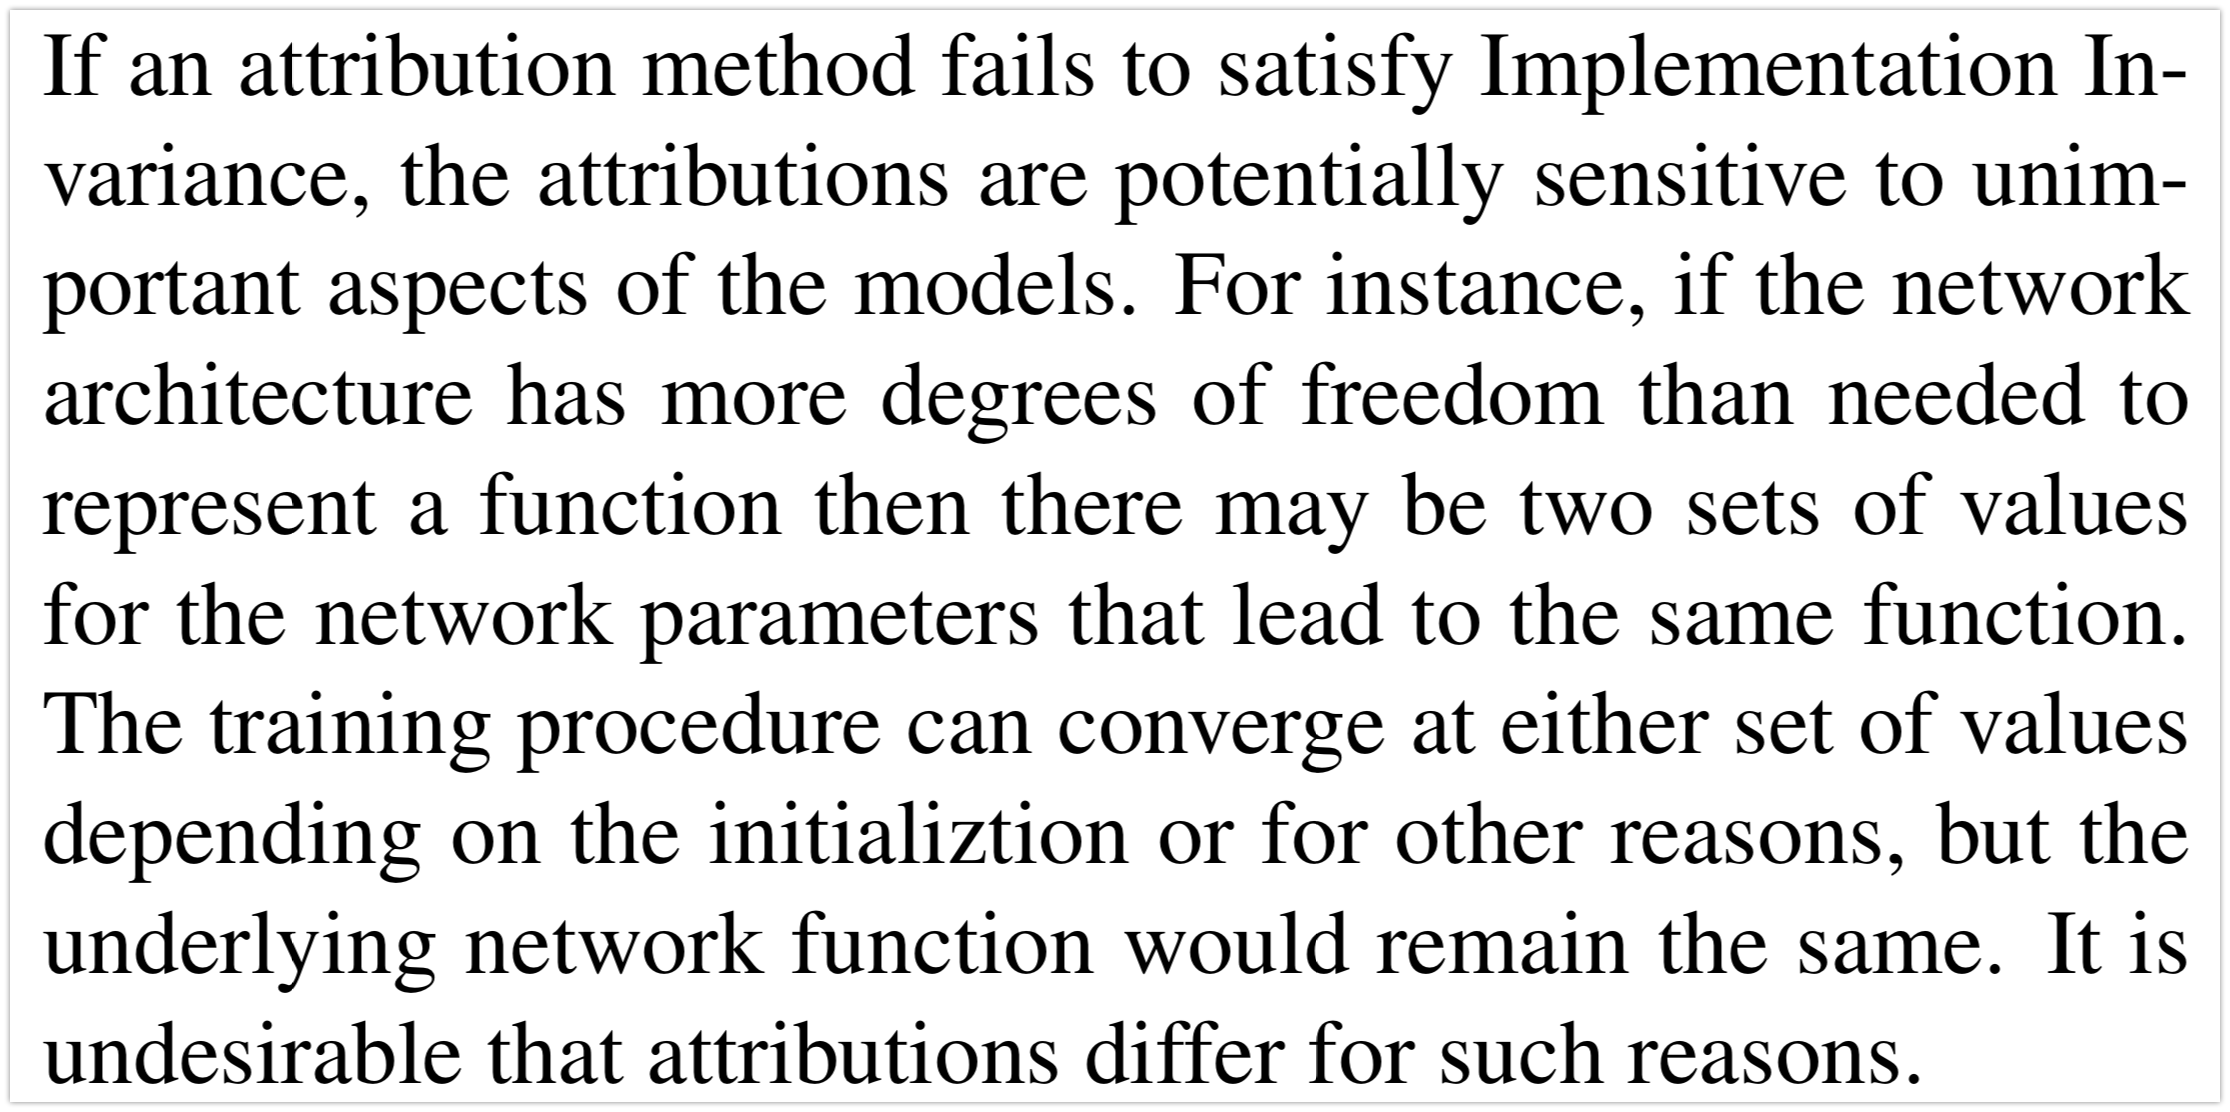 If an attribution method fails to satisfy Implementation In-
variance, the attributions are potentially sensitive to unim-
portant aspects of the models. For instance, if the network
architecture has more degrees of freedom than needed to
represent a function then there may be two sets of values
for the network parameters that lead to the same function.
The training procedure can converge at either set of values
depending on the initializtion or for other reasons, but the
underlying network function would remain the same. It is
undesirable that attributions differ for such reasons.